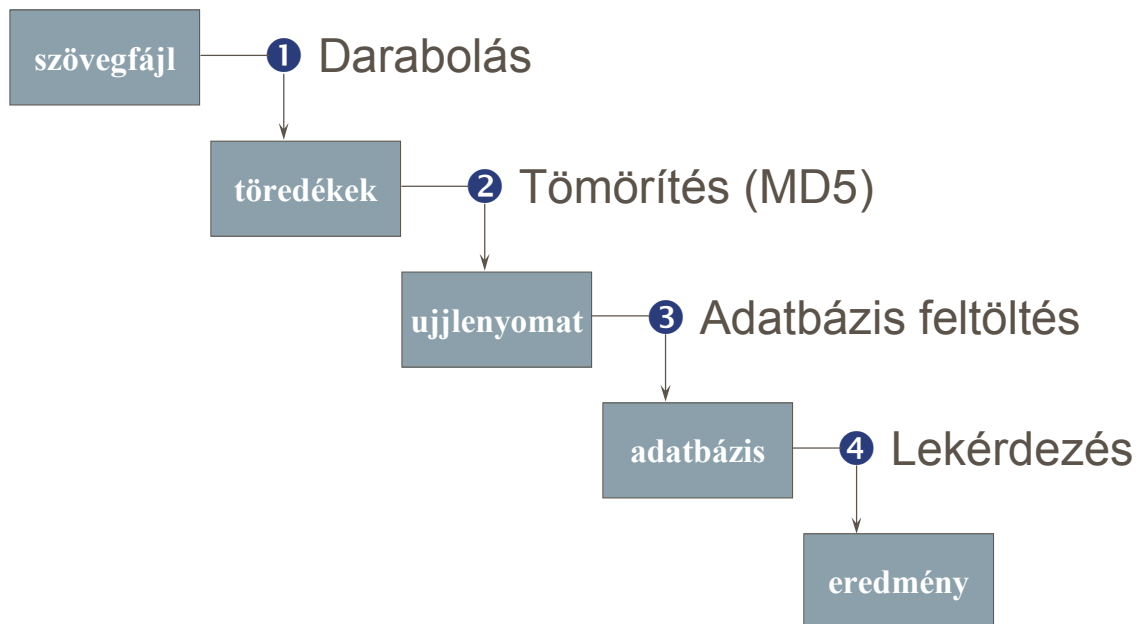 szövegfájl
❶ Darabolás
töredékek
❷ Tömörítés (MD5)
ujjlenyomat
❸ Adatbázis feltöltés
adatbázis
❹ Lekérdezés
eredmény